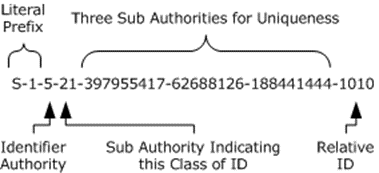 Literal
Prefix
Three Sub Authorities for Uniqueness
S-1-5-21-397955417-62688126-188441444-1010
Identifier
Authority
Sub Authority Indicating
this Class of ID
Relative
ID